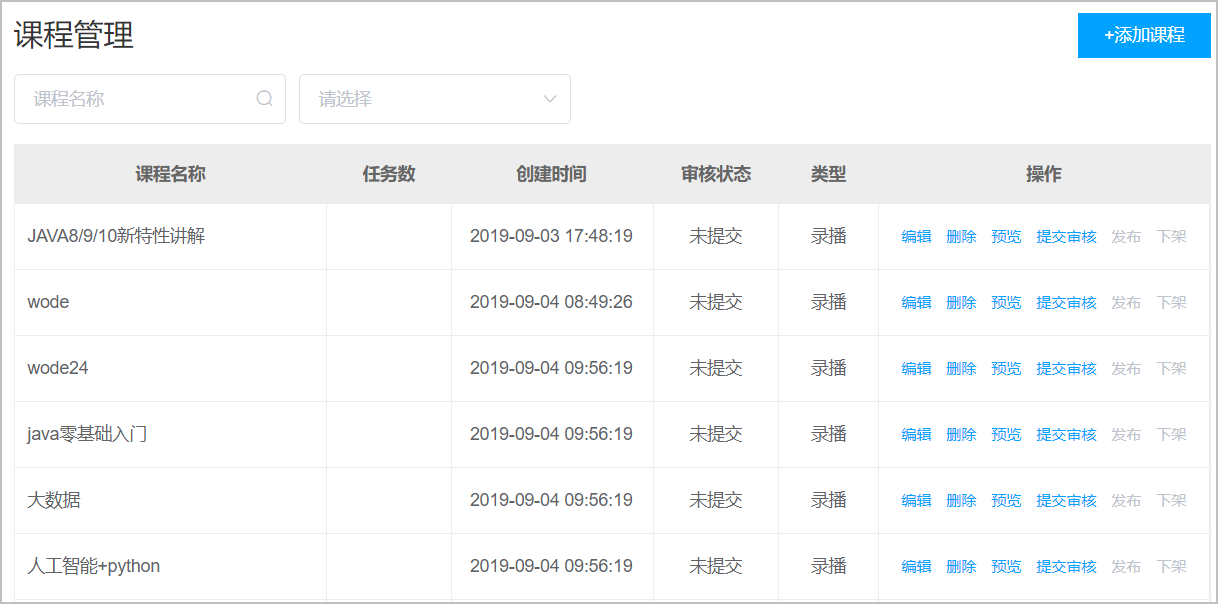 课程管理
+添加课程
课程名称 请选择
课程名称 任务数 创建时间 审核状态 类型 操作
JAVA8/9/10新特性讲解 2019-09-03 17:48:19 未提交 录播 编辑 删除 预览 提交审核 发布 下架
wode 2019-09-04 08:49:26 未提交 录播 编辑 删除 预览 提交审核 发布 下架
wode24 2019-09-04 09:56:19 未提交 录播 编辑 删除 预览 提交审核 发布 下架
java零基础入门 2019-09-04 09:56:19 未提交 录播 编辑 删除 预览 提交审核 发布 下架
大数据 2019-09-04 09:56:19 未提交 录播 编辑 删除 预览 提交审核 发布 下架
人工智能+python 2019-09-04 09:56:19 未提交 录播 编辑 删除 预览 提交审核 发布 下架